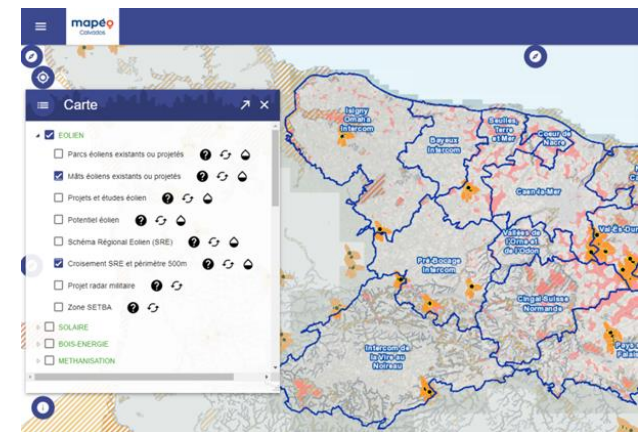 mapéo
Calvados
Carte
EOLIEN
Parcs éoliens existants ou projetés
Mâts éoliens existants ou projetés
Projets et études éolien
Potentiel éolien
Schéma Régional Eolien (SRE)
Croisement SRE et périmètre 500m
Projet radar militaire
Zone SETBA
SOLAIRE
BOIS-ENERGIE
METHANISATION
Isigny
Omaha
Intercom
Bayeux
Intercom
Seulles,
Terre
et Mer
Coeur de
Nacre
Caen-la-Mer
Vallées de
l'Orne et
de l'Odon
Pré-Bocage
Intercom
Cingal-Suisse
Normande
Intercom de
la Vire au
Noireau